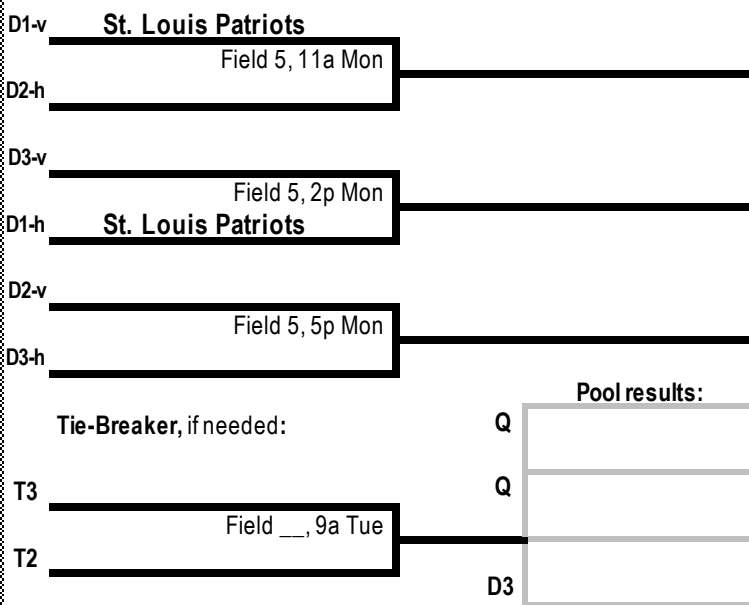 D1-v St. Louis Patriots
Field 5, 11a Mon
D2-h
D3-v
Field 5, 2p Mon
D1-h St. Louis Patriots
D2-v
Field 5, 5p Mon
D3-h
Pool results:
Tie-Breaker, if needed: Q
Q
T3
Field __, 9a Tue
T2
D3